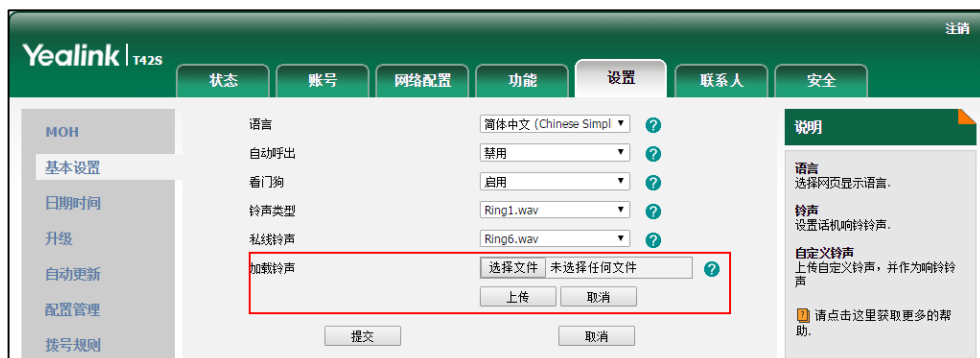 注销
Yealink | T42S
状态 账号 网络配置 功能 设置 联系人 安全
MOH
基本设置
日期时间
升级
自动更新
配置管理
拨号规则
语言 简体中文 (Chinese Simpl
自动呼出 禁用
看门狗 启用
铃声类型 Ring1.wav
私线铃声 Ring6.wav
加载铃声 选择文件 未选择任何文件
上传 取消
提交 取消
说明
语言
选择网页显示语言.
铃声
设置话机响铃铃声.
自定义铃声
上传自定义铃声，并作为响铃铃
声
请点击这里获取更多的帮
助.